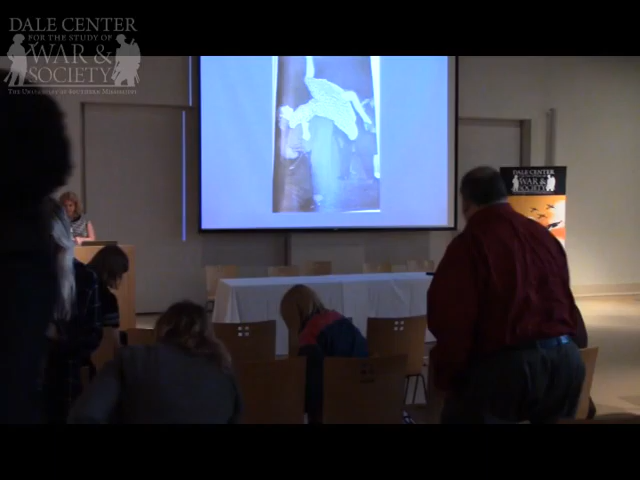 DALE CENTER
FOR THE STUDY OF
WAR &
SOCIETY
THE UNIVERSITY OF SOUTHERN MISSISSIPPI
DALE CENTER
WAR &
SOCIETY